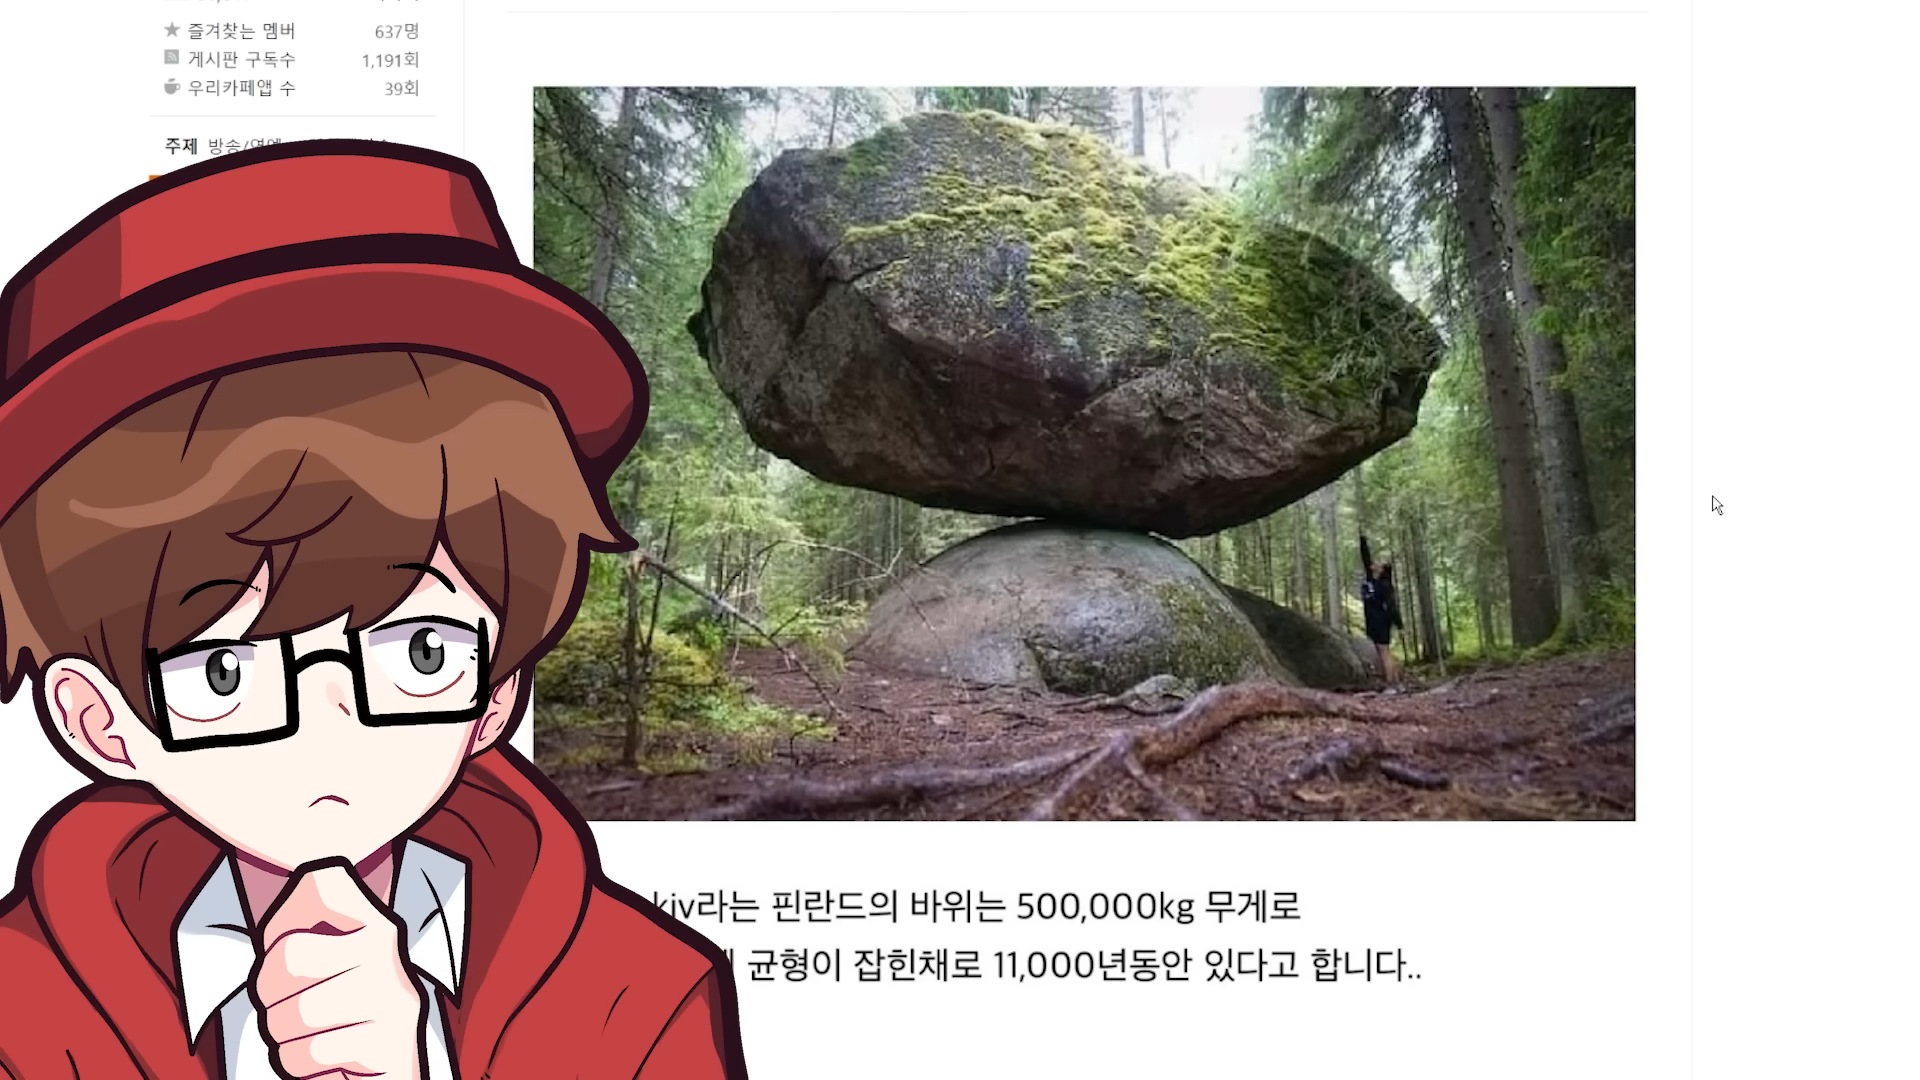 즐겨찾는 멤버 637명
게시판 구독수 1,191회
우리카페앱 수 39회
주제
kiv라는 핀란드의 바위는 500,000kg 무게로
균형이 잡힌채로 11,000년동안 있다고 합니다..